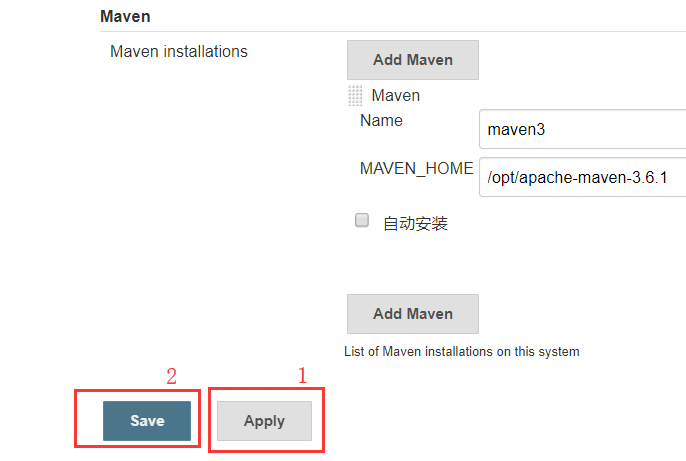 Maven
Maven installations
Add Maven
Maven
Name
maven3
MAVEN_HOME
/opt/apache-maven-3.6.1
自动安装
Add Maven
List of Maven installations on this system
2
1
Save
Apply